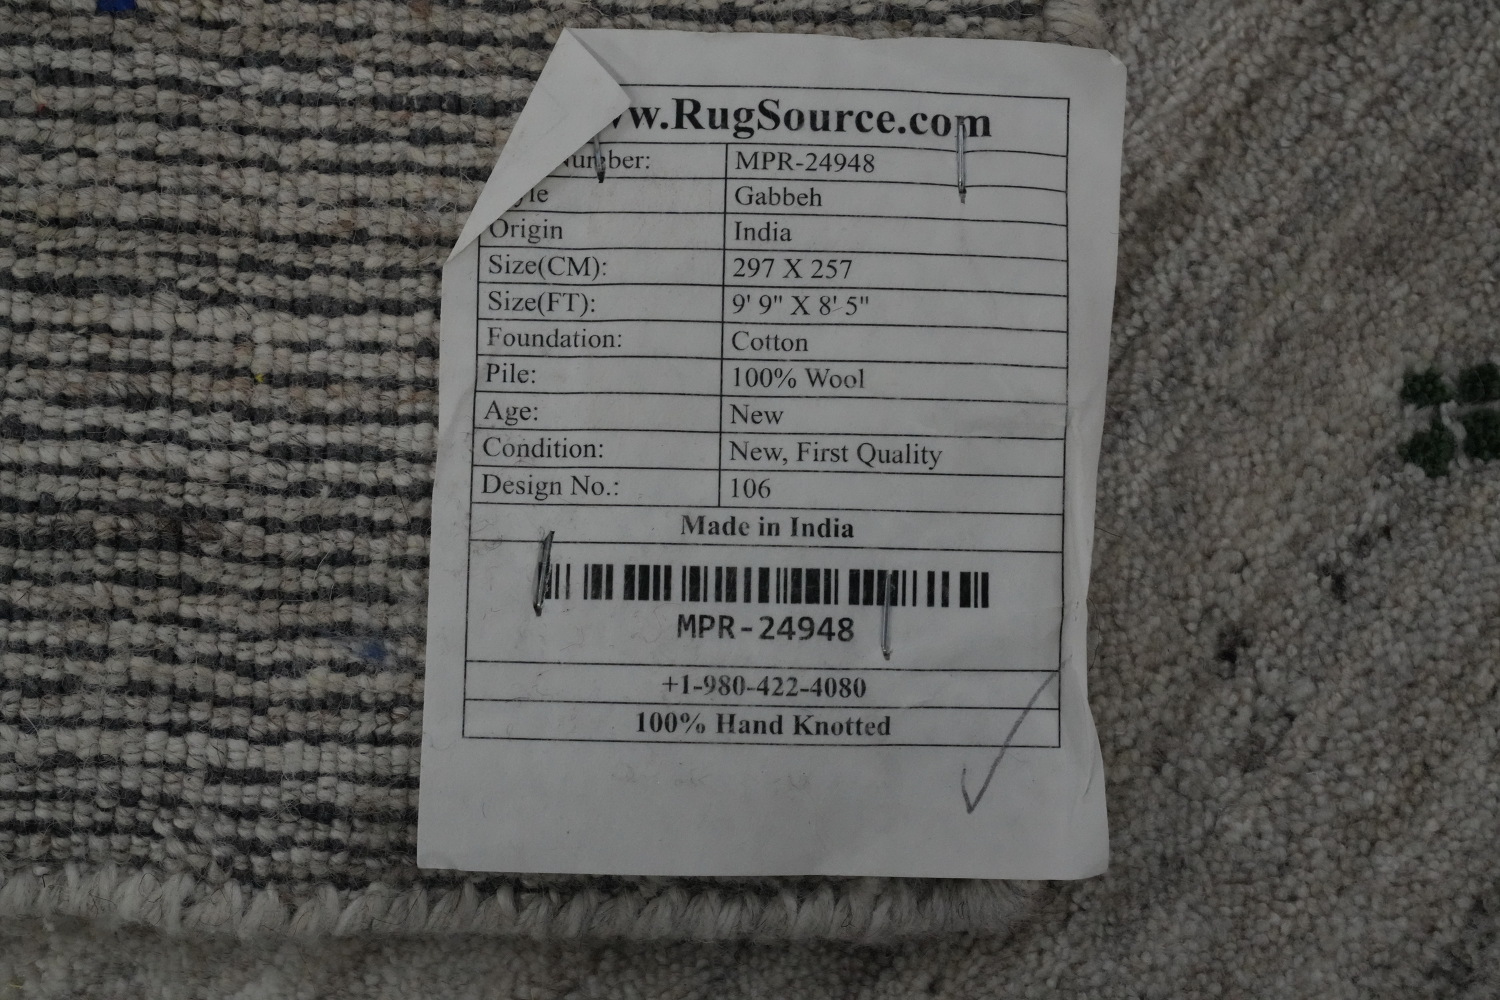 www.RugSource.com
Number: MPR-24948
Style Gabbeh
Origin India
Size(CM): 297 X 257
Size(FT): 9' 9" X 8' 5"
Foundation: Cotton
Pile: 100% Wool
Age: New
Condition: New, First Quality
Design No.: 106
Made in India
MPR-24948
+1-980-422-4080
100% Hand Knotted